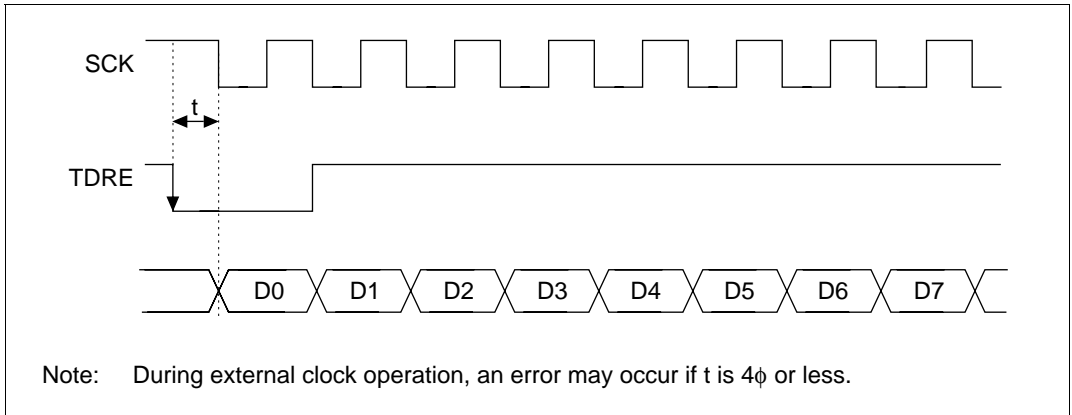 SCK
t
TDRE
D0 D1 D2 D3 D4 D5 D6 D7
Note: During external clock operation, an error may occur if t is 4ϕ or less.